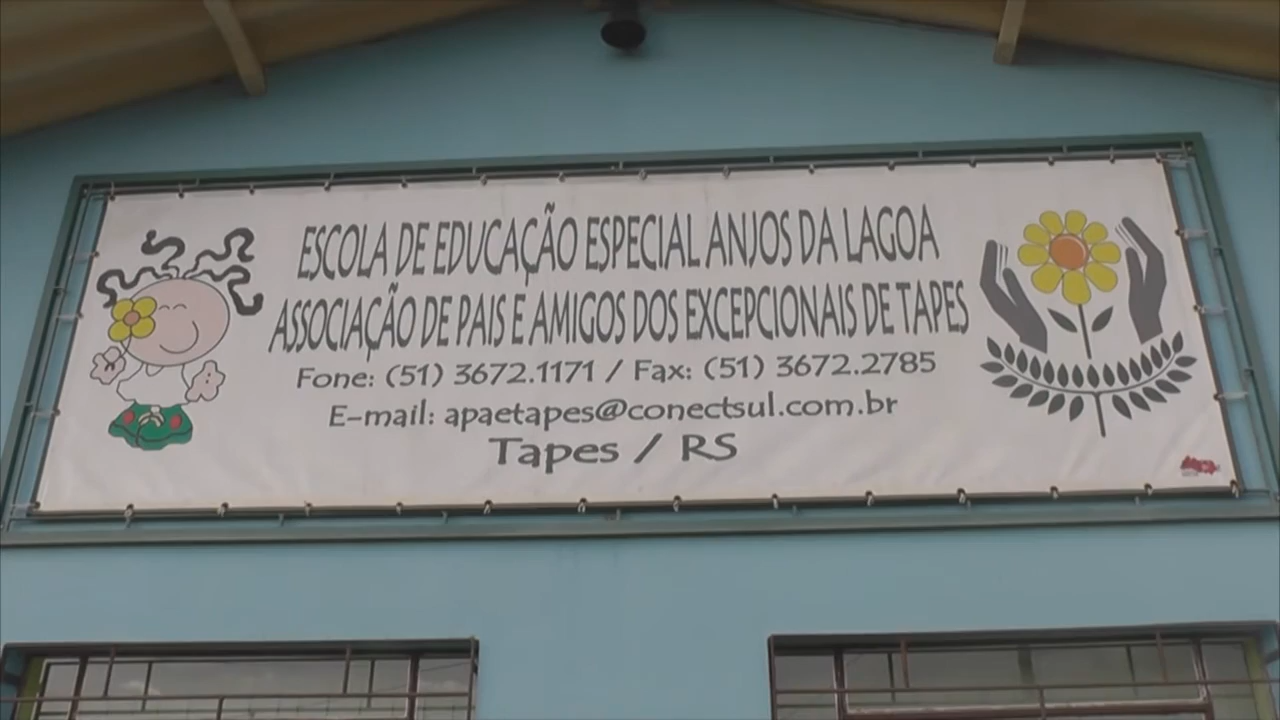 ESCOLA DE EDUCAÇÃO ESPECIAL ANJOS DA LAGOA
ASSOCIAÇÃO DE PAIS E AMIGOS DOS EXCEPCIONAIS DE TAPES
Fone: (51) 3672.1171 / Fax: (51) 3672.2785
E-mail: apaetapes@conectsul.com.br
Tapes / RS